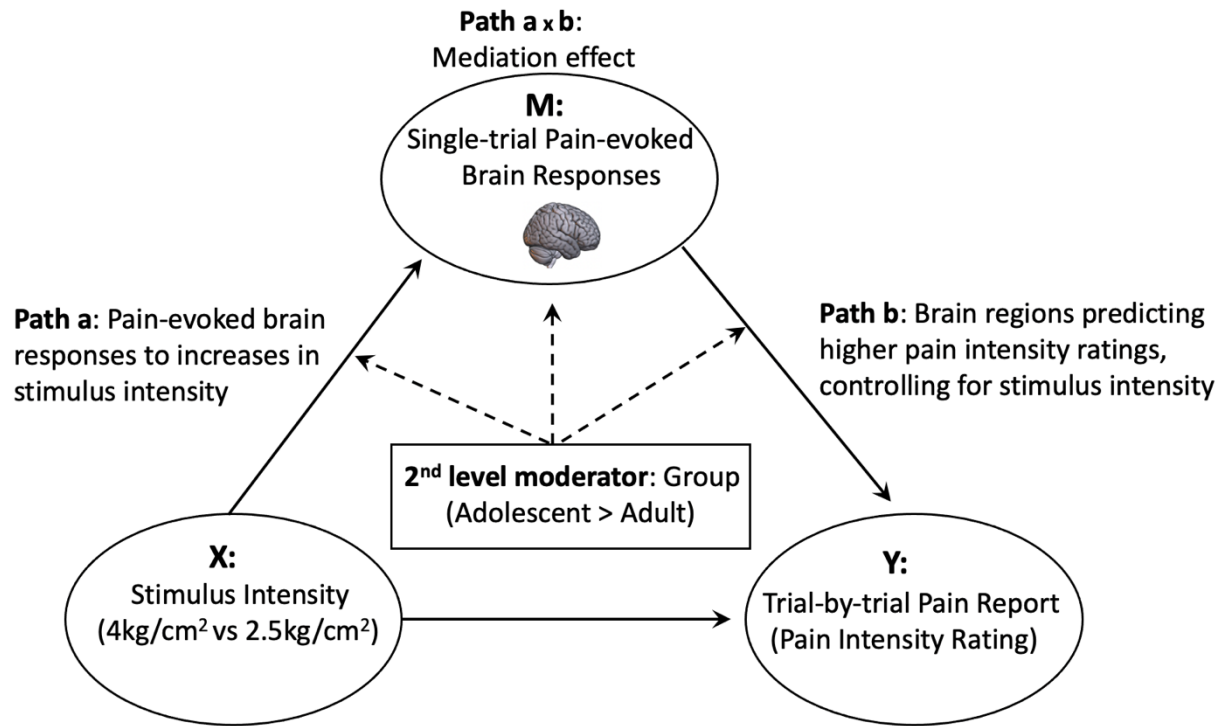 Path a x b:
Mediation effect
M:
Single-trial Pain-evoked
Brain Responses
Path a: Pain-evoked brain
responses to increases in
stimulus intensity
Path b: Brain regions predicting
higher pain intensity ratings,
controlling for stimulus intensity
2nd level moderator: Group
(Adolescent > Adult)
X:
Stimulus Intensity
(4kg/cm² vs 2.5kg/cm²)
Y:
Trial-by-trial Pain Report
(Pain Intensity Rating)